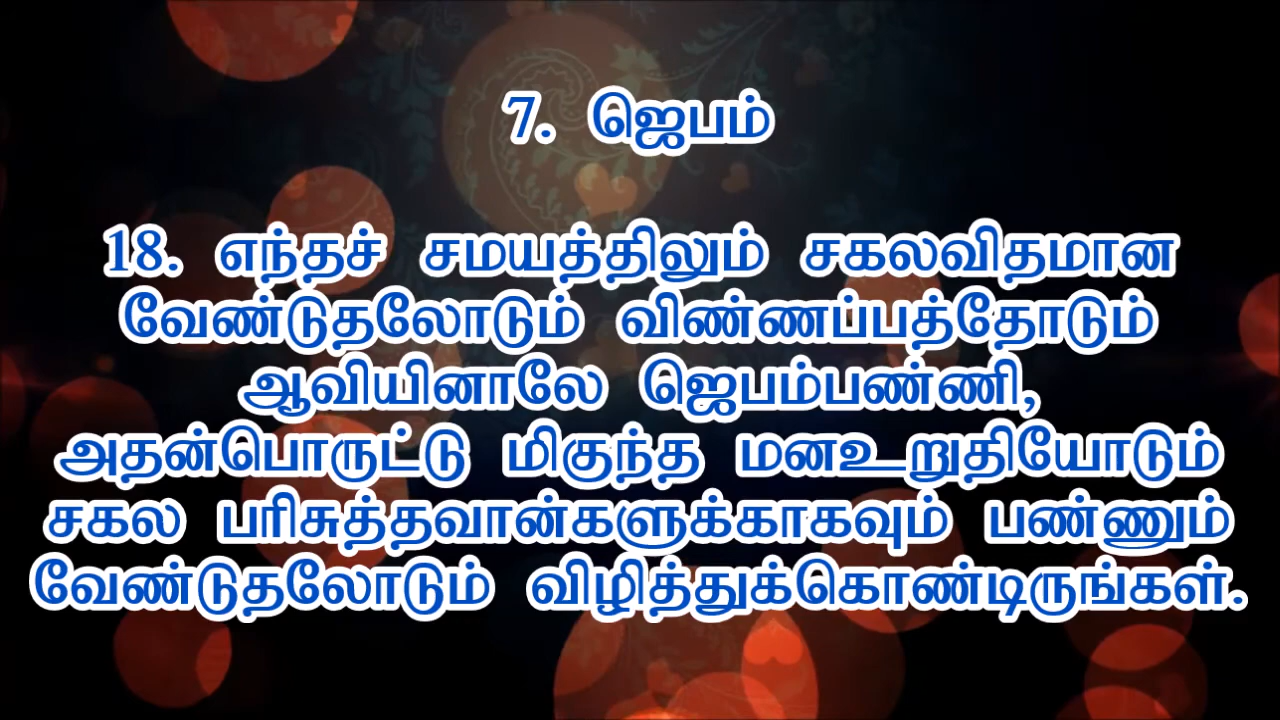 7. ஜெபம்
18. எந்தச் சமயத்திலும் சகலவிதமான
வேண்டுதலோடும் விண்ணப்பத்தோடும்
ஆவியினாலே ஜெபம்பண்ணி,
அதன்பொருட்டு மிகுந்த மனஉறுதியோடும்
சகல பரிசுத்தவான்களுக்காகவும் பண்ணும்
வேண்டுதலோடும் விழித்துக்கொண்டிருங்கள்.